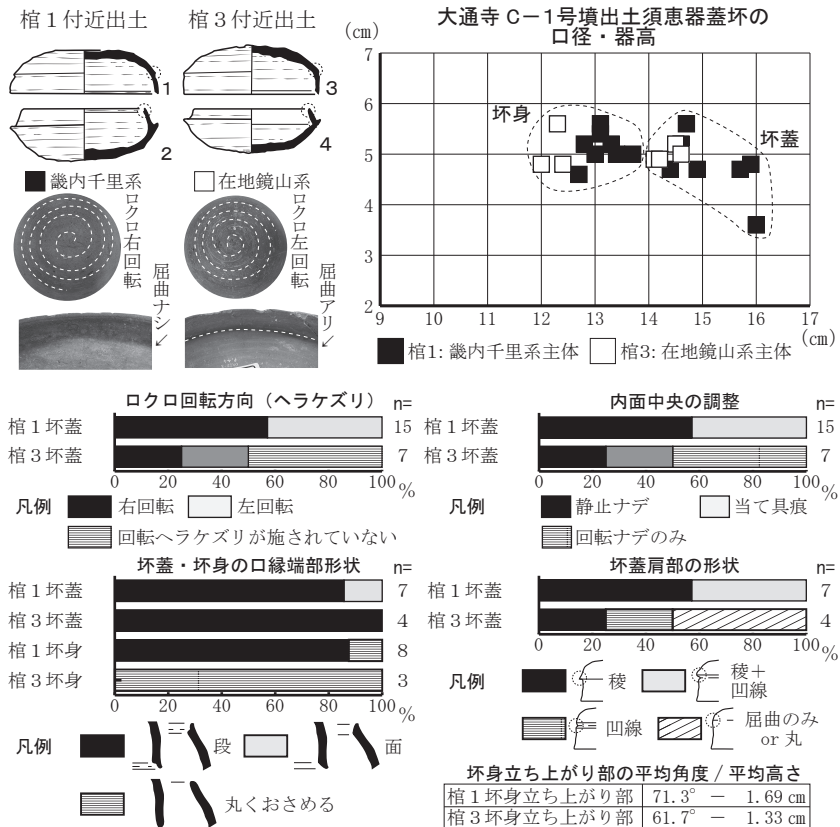 棺1付近出土 棺3付近出土
1
2
3
4
■畿内千里系 □在地鏡山系
ロクロ右回転
屈曲ナシ↙
ロクロ左回転
屈曲アリ↙
大通寺C−1号墳出土須恵器蓋坏の
口径・器高
(cm)
7
6
5
4
3
2
坏身
坏蓋
9 10 11 12 13 14 15 16 17
(cm)
■棺1:畿内千里系主体 □棺3:在地鏡山系主体
ロクロ回転方向(ヘラケズリ) n=
棺1坏蓋 15
棺3坏蓋 7
0 20 40 60 80 100%
凡例 右回転 左回転
回転ヘラケズリが施されていない
内面中央の調整 n=
棺1坏蓋 15
棺3坏蓋 7
0 20 40 60 80 100%
凡例 静止ナデ 当て具痕
回転ナデのみ
坏蓋・坏身の口縁端部形状 n=
棺1坏蓋 7
棺3坏蓋 4
棺1坏身 8
棺3坏身 3
0 20 40 60 80 100%
凡例 段 面
丸くおさめる
坏蓋肩部の形状 n=
棺1坏蓋 7
棺3坏蓋 4
0 20 40 60 80 100%
凡例 稜 稜+
凹線
凹線 屈曲のみ
or 丸
坏身立ち上がり部の平均角度/平均高さ
棺1坏身立ち上がり部 71.3° − 1.69 cm
棺3坏身立ち上がり部 61.7° − 1.33 cm